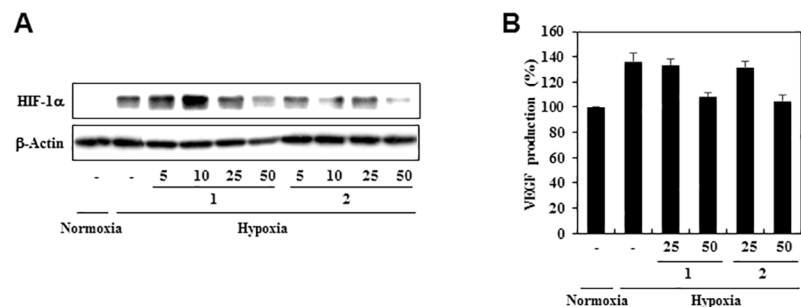 A
HIF-1α
β-Actin
- - 5 10 25 50 5 10 25 50
1 2
Normoxia Hypoxia
B
VEGF production (%)
160
140
120
100
80
60
40
20
0
- - 25 50 25 50
1 2
Normoxia Hypoxia